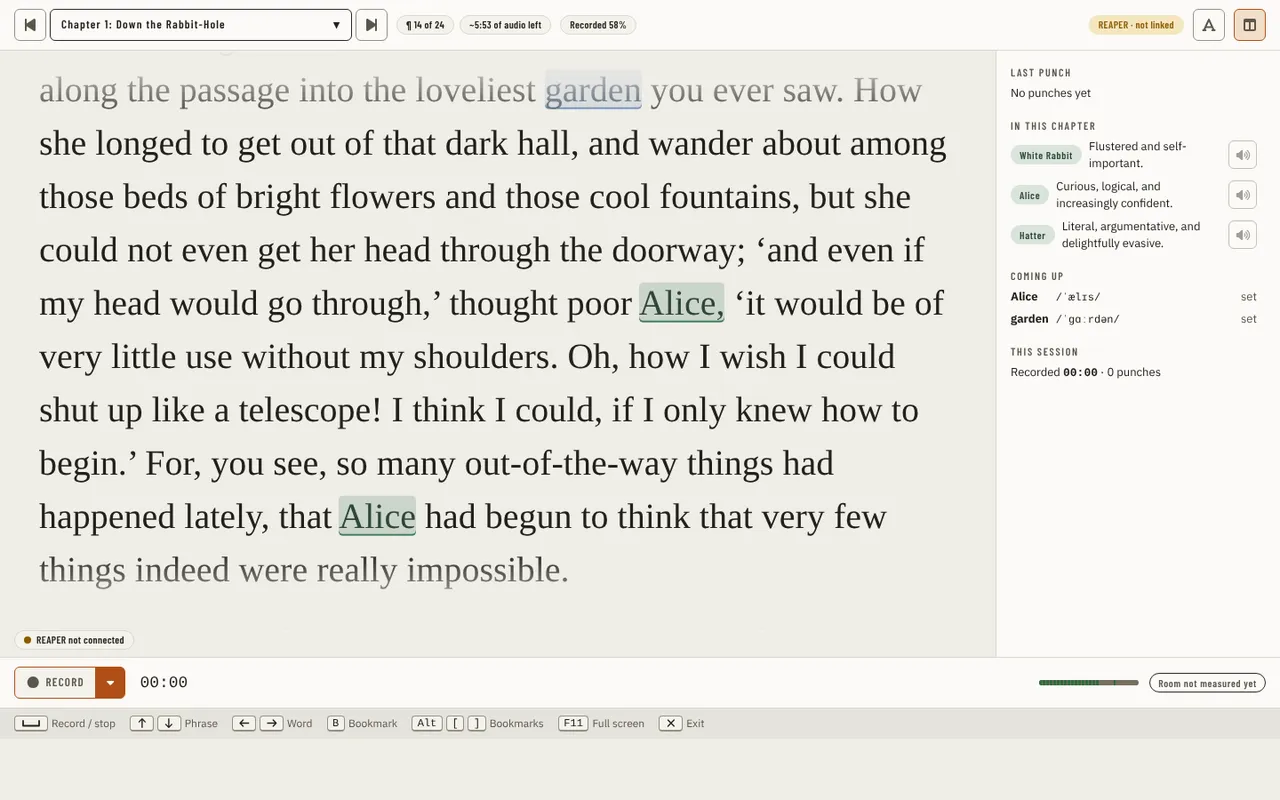 Chapter 1: Down the Rabbit-Hole
¶ 14 of 24
~5:53 of audio left
Recorded 58%
REAPER · not linked
A
along the passage into the loveliest garden you ever saw. How
she longed to get out of that dark hall, and wander about among
those beds of bright flowers and those cool fountains, but she
could not even get her head through the doorway; ‘and even if
my head would go through,’ thought poor Alice, ‘it would be of
very little use without my shoulders. Oh, how I wish I could
shut up like a telescope! I think I could, if I only knew how to
begin.’ For, you see, so many out-of-the-way things had
happened lately, that Alice had begun to think that very few
things indeed were really impossible.
LAST PUNCH
No punches yet
IN THIS CHAPTER
White Rabbit Flustered and self-
important.
Alice Curious, logical, and
increasingly confident.
Hatter Literal, argumentative, and
delightfully evasive.
COMING UP
Alice /ˈælɪs/ set
garden /ˈɡɑːrdən/ set
THIS SESSION
Recorded 00:00 · 0 punches
REAPER not connected
RECORD 00:00
Room not measured yet
Record / stop ↑ ↓ Phrase ← → Word B Bookmark Alt [ ] Bookmarks F11 Full screen ✕ Exit